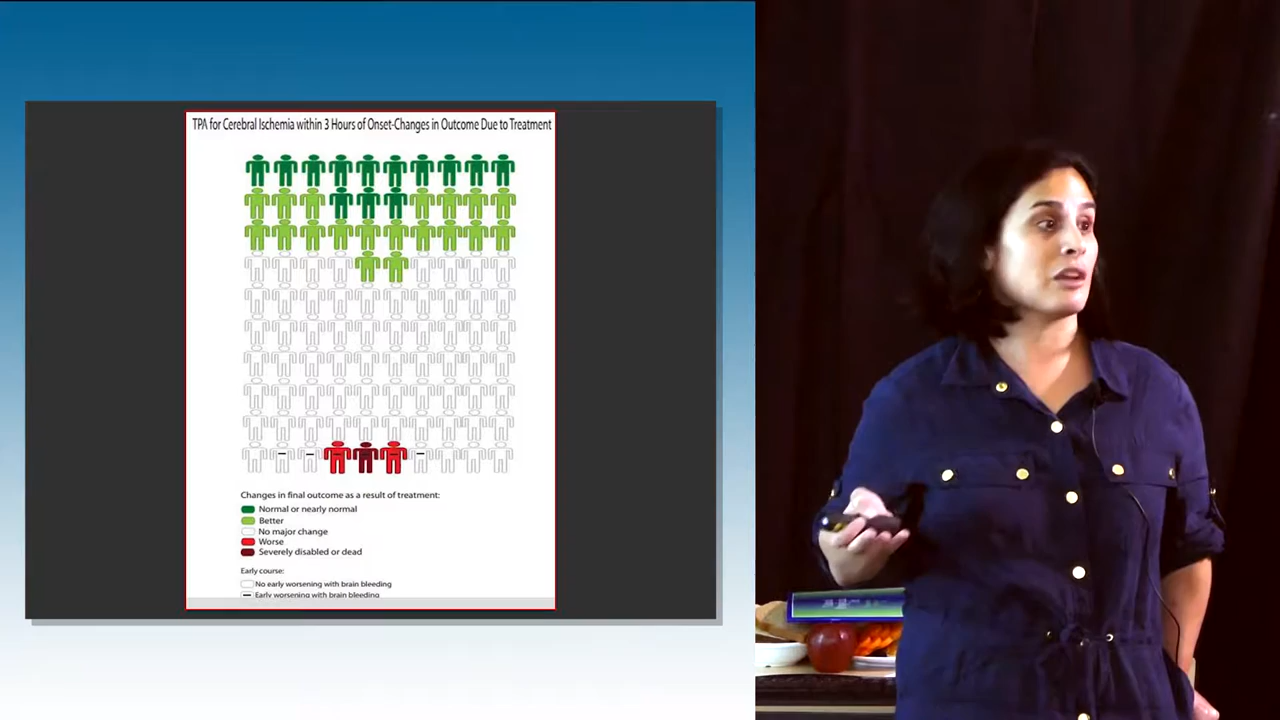 TPA for Cerebral Ischemia within 3 Hours of Onset-Changes in Outcome Due to Treatment
Changes in final outcome as a result of treatment:
Normal or nearly normal
Better
No major change
Worse
Severely disabled or dead
Early course:
No early worsening with brain bleeding
Early worsening with brain bleeding